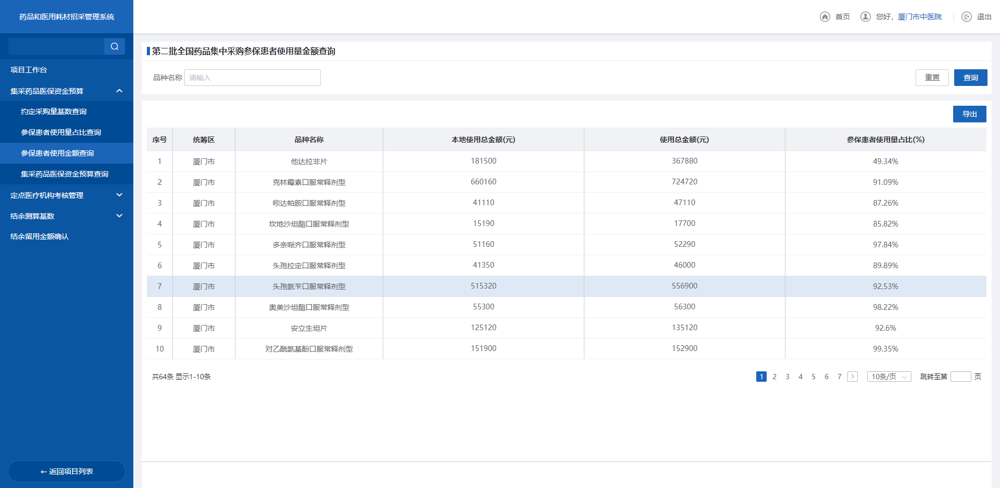 药品和医用耗材招采管理系统
首页 您好，厦门市中医院 退出
项目工作台
集采药品医保资金预算
约定采购量基数查询
参保患者使用量占比查询
参保患者使用金额查询
集采药品医保资金预算查询
定点医疗机构考核管理
结余测算基数
结余留用金额确认
返回项目列表
第二批全国药品集中采购参保患者使用量金额查询
品种名称 请输入 重置 查询
导出
序号 统筹区 品种名称 本地使用总金额(元) 使用总金额(元) 参保患者使用量占比(%)
1 厦门市 他达拉非片 181500 367880 49.34%
2 厦门市 克林霉素口服常释剂型 660160 724720 91.09%
3 厦门市 吲达帕胺口服常释剂型 41110 47110 87.26%
4 厦门市 坎地沙坦酯口服常释剂型 15190 17700 85.82%
5 厦门市 多奈哌齐口服常释剂型 51160 52290 97.84%
6 厦门市 头孢拉定口服常释剂型 41350 46000 89.89%
7 厦门市 头孢氨苄口服常释剂型 515320 556900 92.53%
8 厦门市 奥美沙坦酯口服常释剂型 55300 56300 98.22%
9 厦门市 安立生坦片 125120 135120 92.6%
10 厦门市 对乙酰氨基酚口服常释剂型 151900 152900 99.35%
共64条 显示1-10条 1 2 3 4 5 6 7 10条/页 跳转至第 页